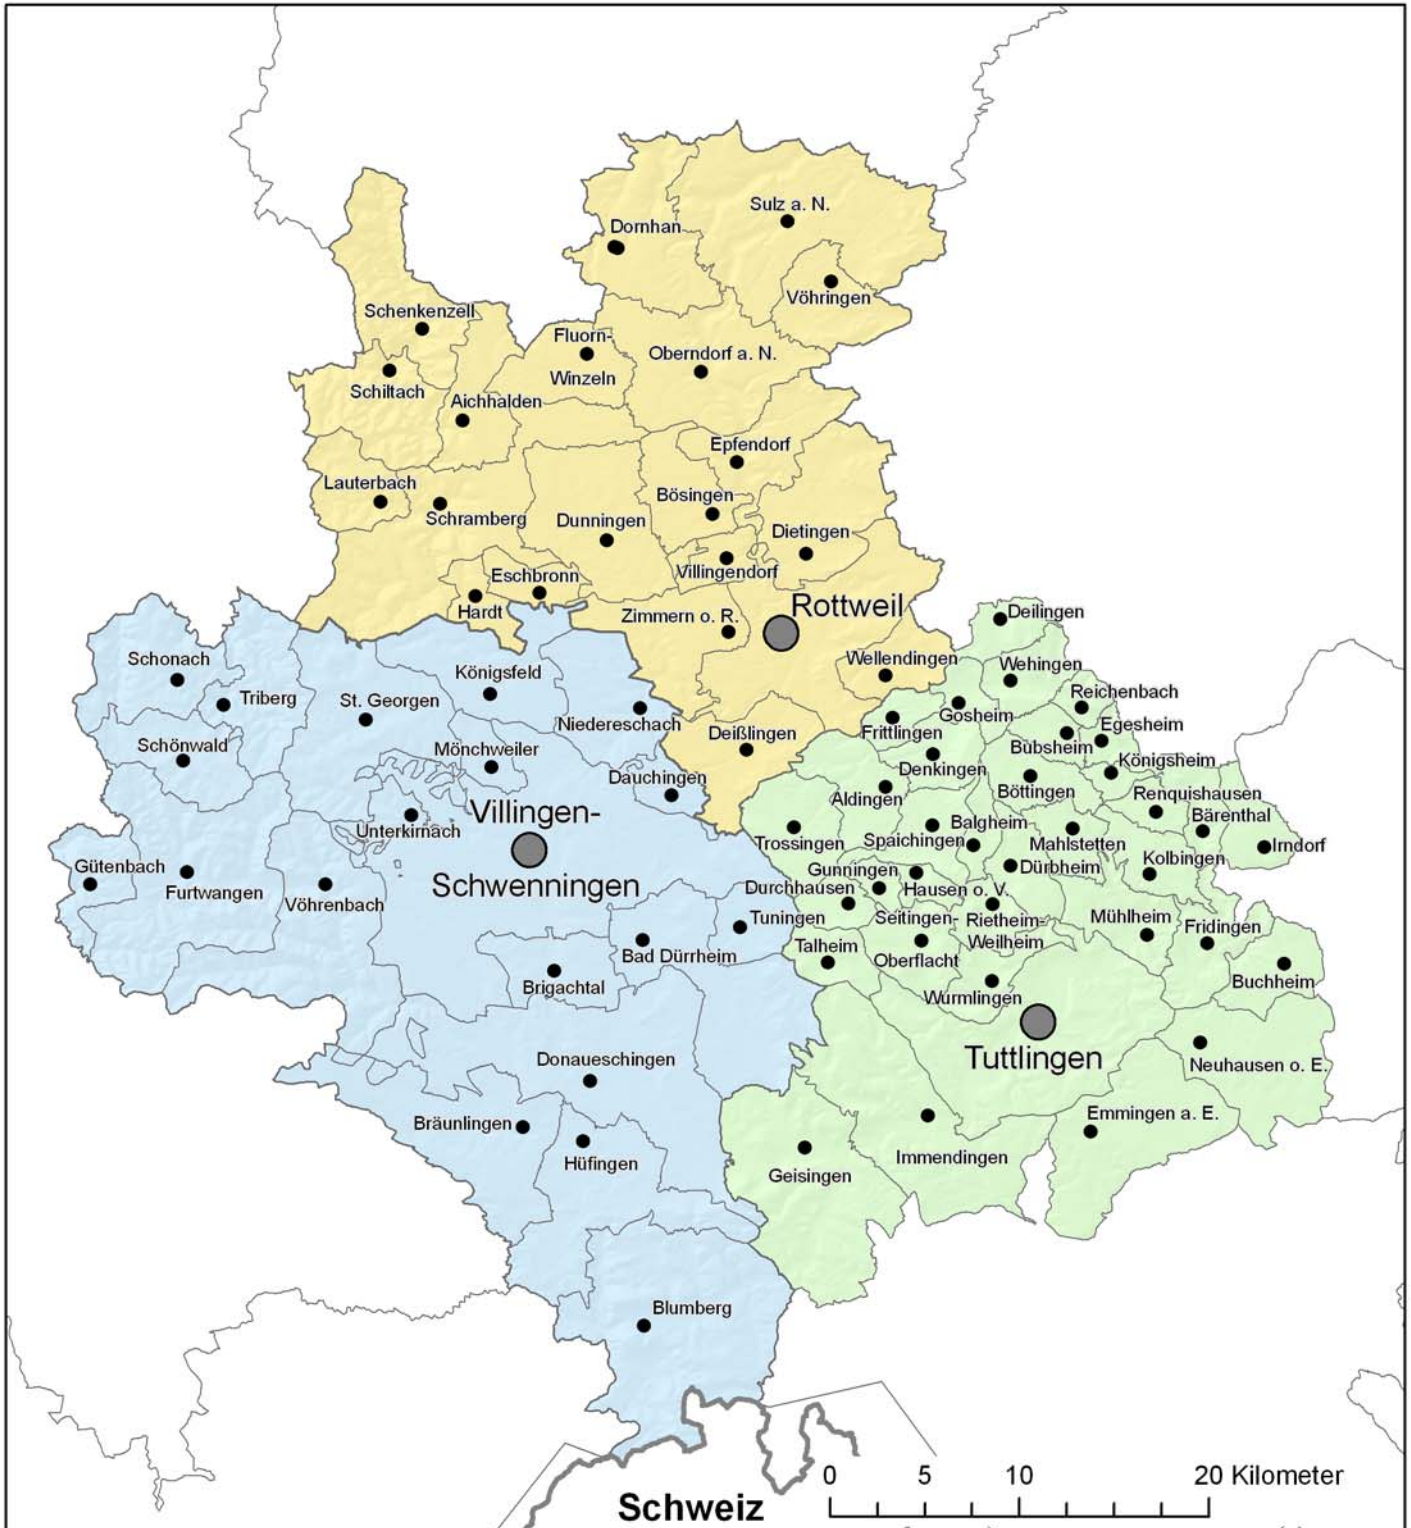 Sulz a. N.
Dornhan
Vöhringen
Schenkenzell
Fluorn-
Winzeln
Oberndorf a. N.
Schiltach
Aichhalden
Epfendorf
Lauterbach
Bösingen
Schramberg
Dunningen
Dietingen
Villingendorf
Eschbronn
Hardt
Zimmern o. R.
Rottweil
Deilingen
Wellendingen
Wehingen
Schonach
Königsfeld
Triberg
St. Georgen
Reichenbach
Gosheim
Niedereschach
Egesheim
Frittlingen
Deißlingen
Schönwald
Mönchweiler
Bubsheim
Königsheim
Denkingen
Dauchingen
Böttingen
Renquishausen
Aldingen
Villingen-
Schwenningen
Bärenthal
Balgheim
Unterkirnach
Trossingen
Spaichingen
Mahlstetten
Irndorf
Kolbingen
Gütenbach
Dürbheim
Gunningen
Furtwangen
Durchhausen
Hausen o. V.
Vöhrenbach
Tuningen
Seitingen-
Oberflacht
Rietheim-
Weilheim
Mühlheim
Fridingen
Talheim
Bad Dürrheim
Brigachtal
Buchheim
Wurmlingen
Tuttlingen
Donaueschingen
Neuhausen o. E.
Bräunlingen
Emmingen a. E.
Hüfingen
Immendingen
Geisingen
Blumberg
0 5 10 20 Kilometer
Schweiz